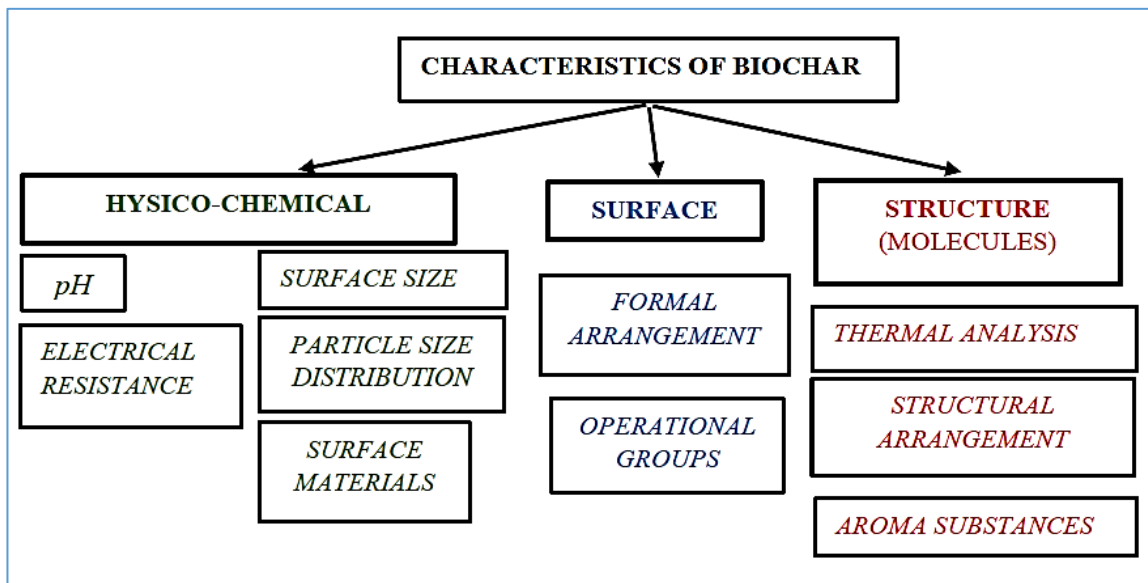 CHARACTERISTICS OF BIOCHAR
HYSICO-CHEMICAL
pH
ELECTRICAL
RESISTANCE
SURFACE SIZE
PARTICLE SIZE
DISTRIBUTION
SURFACE
MATERIALS
SURFACE
FORMAL
ARRANGEMENT
OPERATIONAL
GROUPS
STRUCTURE
(MOLECULES)
THERMAL ANALYSIS
STRUCTURAL
ARRANGEMENT
AROMA SUBSTANCES